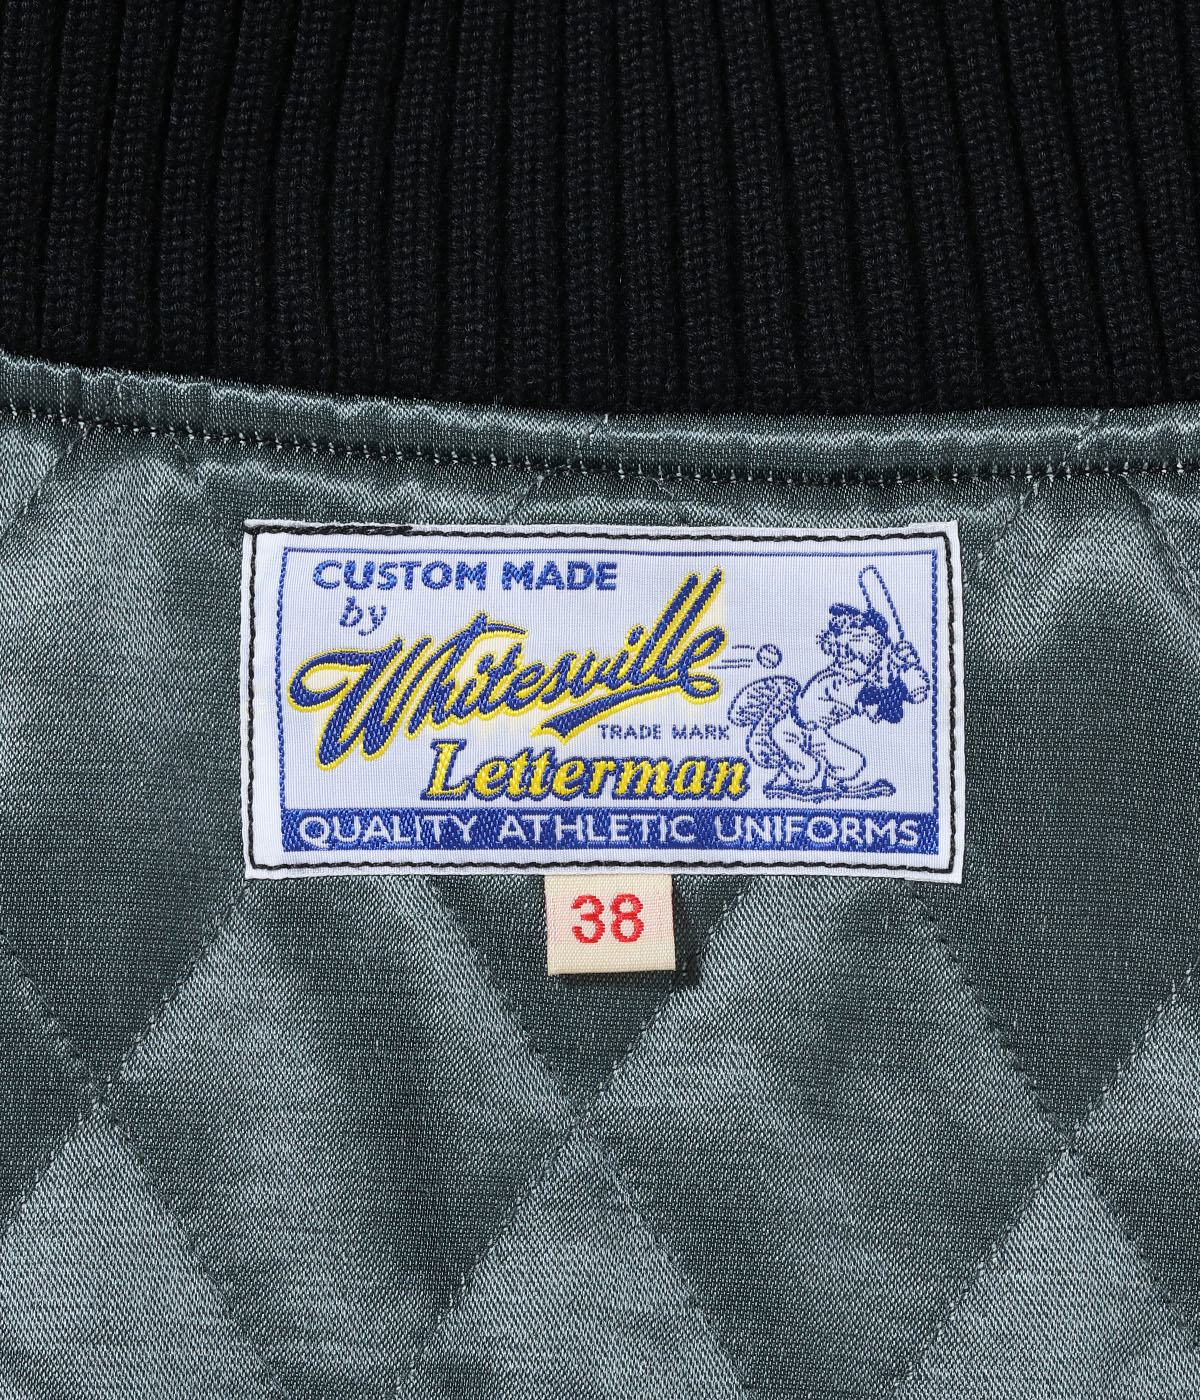 CUSTOM MADE
by
Whitesville
TRADE MARK
Letterman
QUALITY ATHLETIC UNIFORMS
38